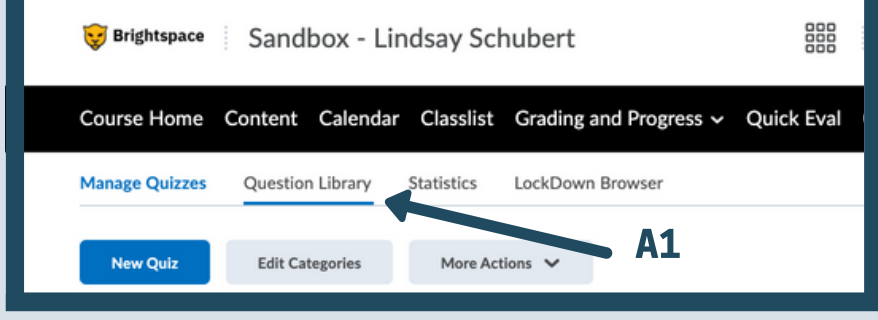 Brightspace Sandbox - Lindsay Schubert
Course Home Content Calendar Classlist Grading and Progress Quick Eval
Manage Quizzes Question Library Statistics LockDown Browser
New Quiz Edit Categories More Actions A1